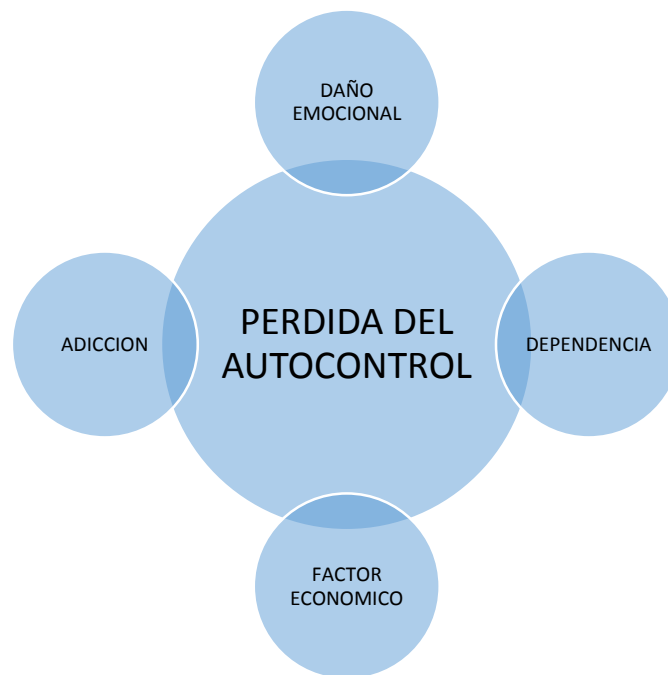 DAÑO
EMOCIONAL
PERDIDA DEL
AUTOCONTROL
ADICCION
DEPENDENCIA
FACTOR
ECONOMICO